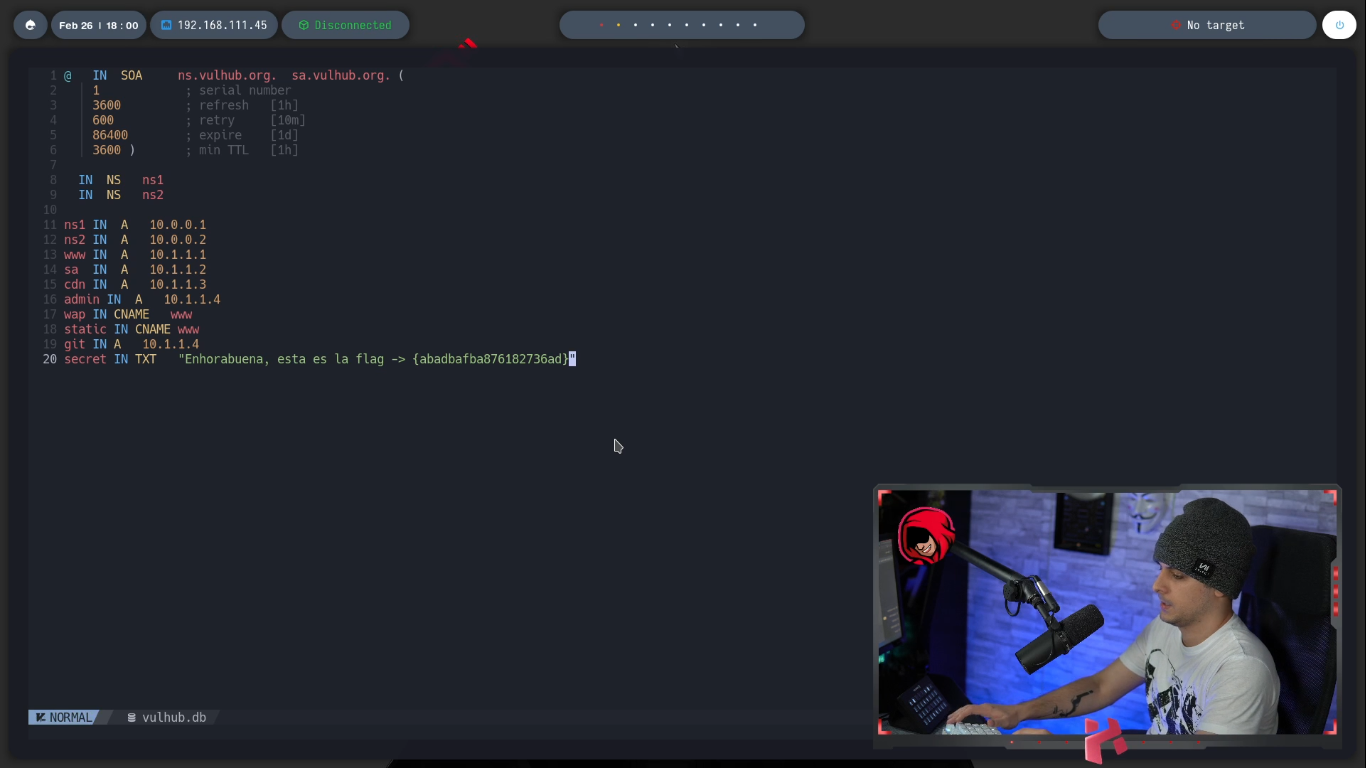 Feb 26 | 18:00 192.168.111.45 Disconnected No target
1 @ IN SOA ns.vulhub.org. sa.vulhub.org. (
2 1 ; serial number
3 3600 ; refresh [1h]
4 600 ; retry [10m]
5 86400 ; expire [1d]
6 3600 ) ; min TTL [1h]
7
8 IN NS ns1
9 IN NS ns2
10
11 ns1 IN A 10.0.0.1
12 ns2 IN A 10.0.0.2
13 www IN A 10.1.1.1
14 sa IN A 10.1.1.2
15 cdn IN A 10.1.1.3
16 admin IN A 10.1.1.4
17 wap IN CNAME www
18 static IN CNAME www
19 git IN A 10.1.1.4
20 secret IN TXT "Enhorabuena, esta es la flag -> {abadbafba876182736ad}"
NORMAL vulhub.db